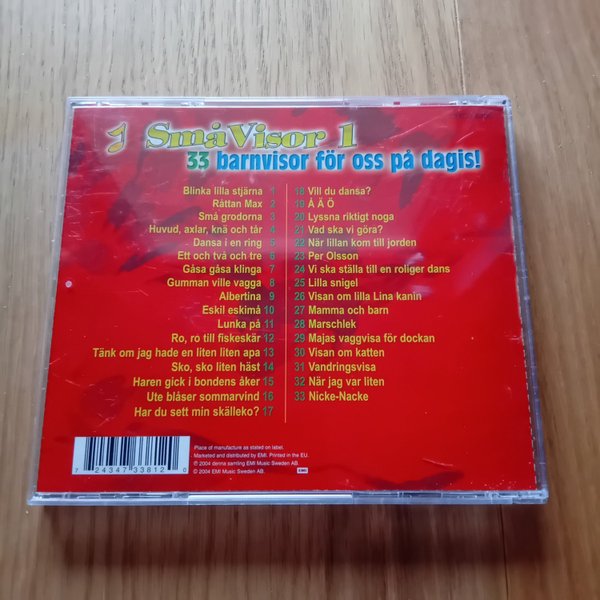 SmåVisor 1
33 barnvisor för oss på dagis!
Blinka lilla stjärna 1
Råttan Max 2
Små grodorna 3
Huvud, axlar, knä och tår 4
Dansa i en ring 5
Ett och två och tre 6
Gåsa gåsa klinga 7
Gumman ville vagga 8
Albertina 9
Eskil eskimå 10
Lunka på 11
Ro, ro till fiskeskär 12
Tänk om jag hade en liten liten apa 13
Sko, sko liten häst 14
Haren gick i bondens åker 15
Ute blåser sommarvind 16
Har du sett min skälleko? 17
18 Vill du dansa?
19 Å Ä Ö
20 Lyssna riktigt noga
21 Vad ska vi göra?
22 När lillan kom till jorden
23 Per Olsson
24 Vi ska ställa till en roliger dans
25 Lilla snigel
26 Visan om lilla Lina kanin
27 Mamma och barn
28 Marschlek
29 Majas vaggvisa för dockan
30 Visan om katten
31 Vandringsvisa
32 När jag var liten
33 Nicke-Nacke
7 24347 33812 0
Place of manufacture as stated on label.
Marketed and distributed by EMI. Printed in the EU.
℗ 2004 denna samling EMI Music Sweden AB.
© 2004 EMI Music Sweden AB.
EMI